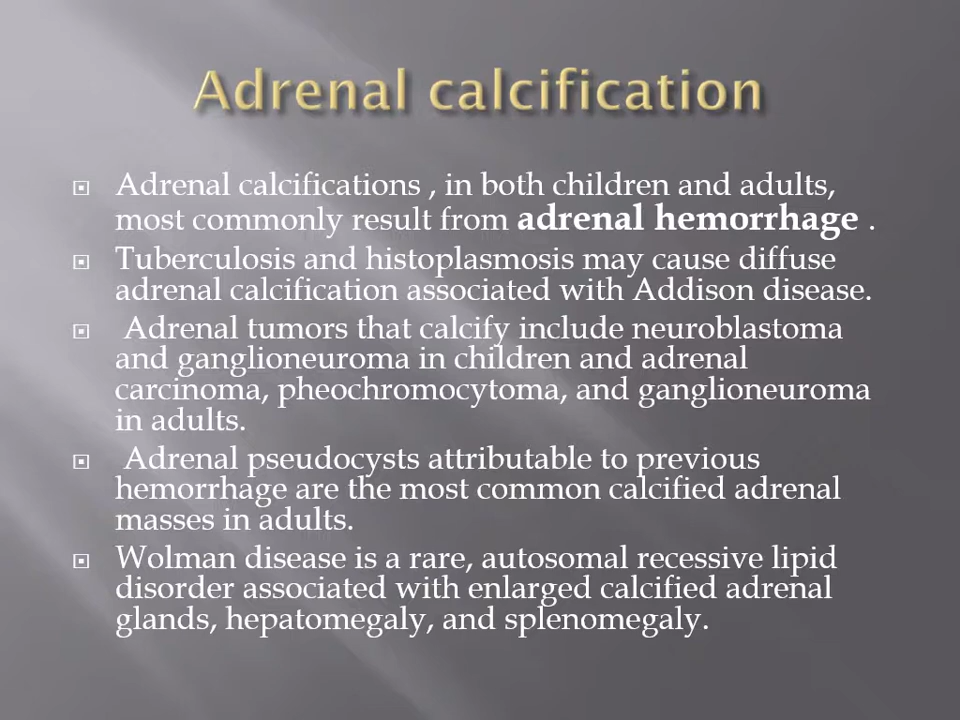 Adrenal calcification
Adrenal calcifications , in both children and adults,
most commonly result from adrenal hemorrhage .
Tuberculosis and histoplasmosis may cause diffuse
adrenal calcification associated with Addison disease.
Adrenal tumors that calcify include neuroblastoma
and ganglioneuroma in children and adrenal
carcinoma, pheochromocytoma, and ganglioneuroma
in adults.
Adrenal pseudocysts attributable to previous
hemorrhage are the most common calcified adrenal
masses in adults.
Wolman disease is a rare, autosomal recessive lipid
disorder associated with enlarged calcified adrenal
glands, hepatomegaly, and splenomegaly.